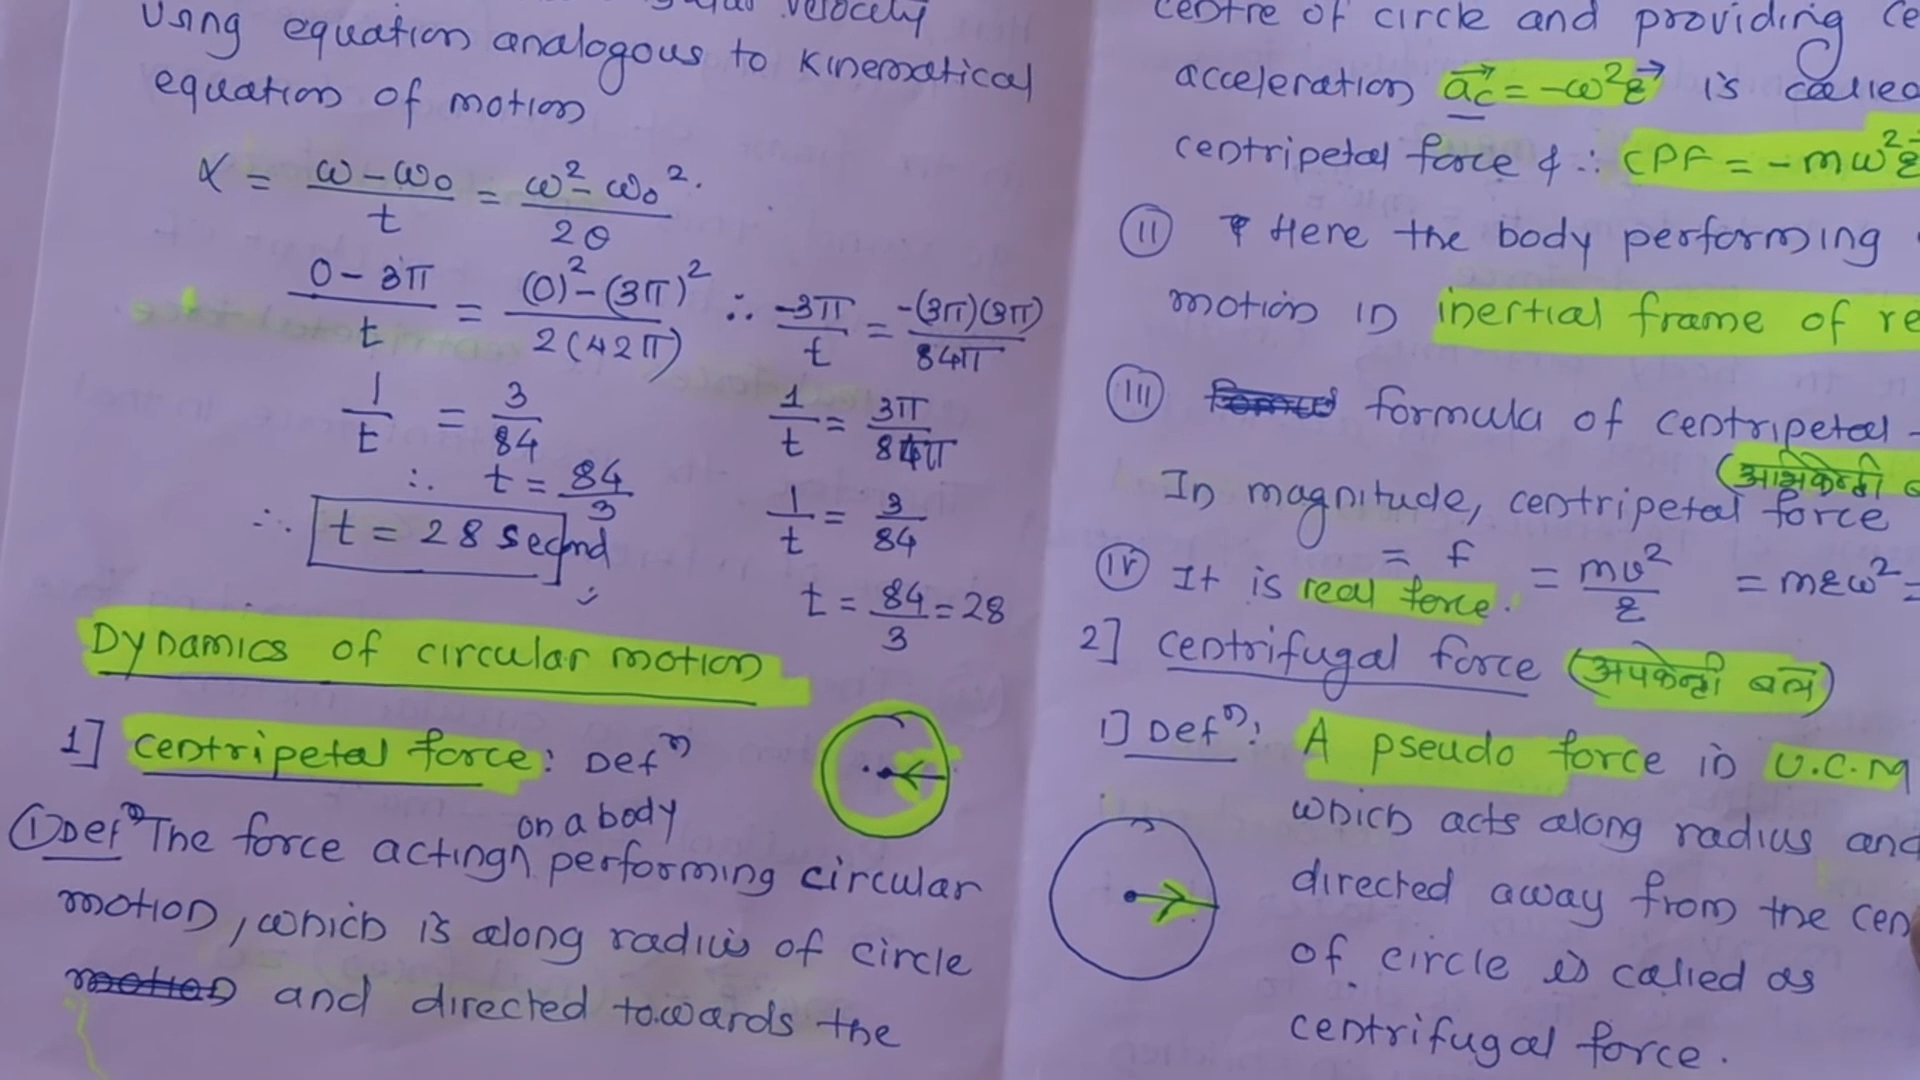 velocity
Using equation analogous to kinematical
equation of motion
α = ω - ω₀ / t = ω² - ω₀² / 2θ
0 - 3π / t = (0)² - (3π)² / 2(42π) ∴ -3π / t = -(3π)(3π) / 84π
1/t = 3/84
1/t = 3π / 84π
∴ t = 84/3
1/t = 3/84
∴ t = 28 second
t = 84/3 = 28
Dynamics of circular motion
1] centripetal force: Defⁿ
on a body
① Defⁿ The force acting performing circular
motion, which is along radius of circle
and directed towards the
centre of circle and providing ce
acceleration a⃗c = -ω²r⃗ is called
centripetal force & ∴ CPF = -mω²r⃗
(II) Here the body performing
motion in inertial frame of re
(III) formula of centripetal
(
In magnitude, centripetal force
= f = mv²/r = mrω² =
(IV) It is real force.
2] centrifugal force (अपकेन्द्री बल)
1] Defⁿ: A pseudo force in U.C.M
which acts along radius and
directed away from the cen
of circle is called as
centrifugal force.